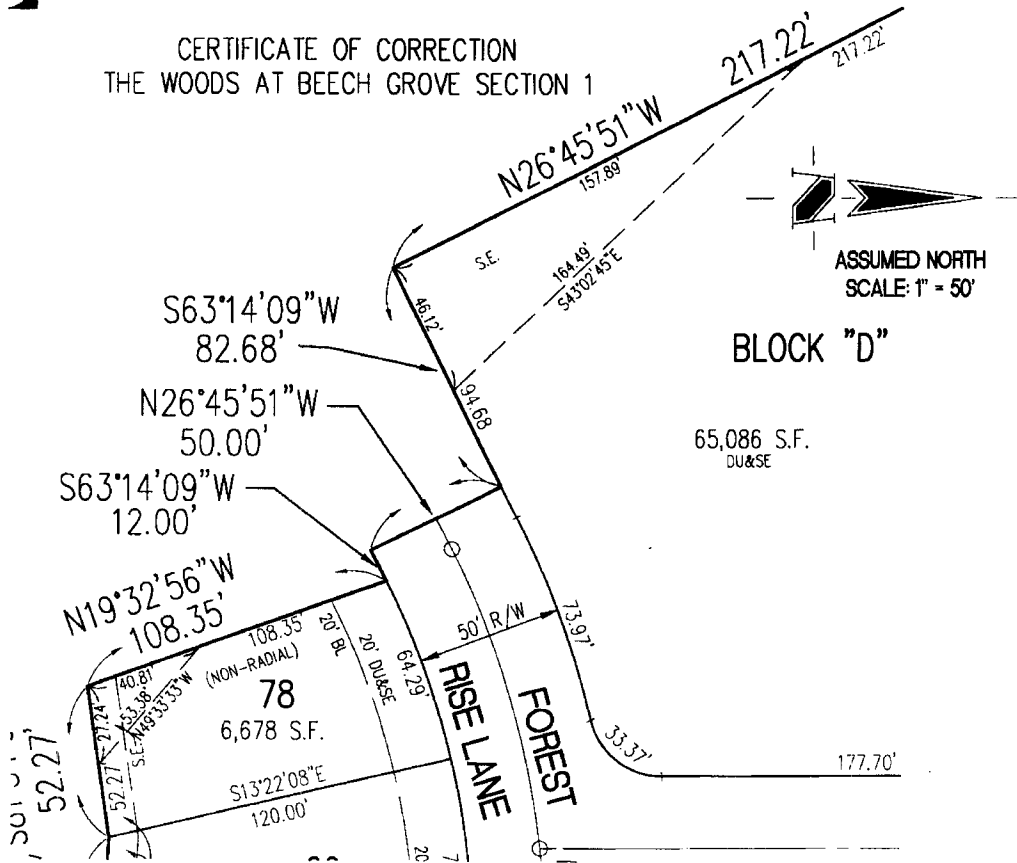 CERTIFICATE OF CORRECTION
THE WOODS AT BEECH GROVE SECTION 1
217.22'
217.22'
N26°45'51"W
157.89'
S.E.
164.49'
S43°02'45"E
ASSUMED NORTH
SCALE: 1" = 50'
BLOCK "D"
65,086 S.F.
DU&SE
S63°14'09"W
82.68'
46.12'
94.68
N26°45'51"W
50.00'
S63°14'09"W
12.00'
N19°32'56"W
108.35'
108.35'
(NON-RADIAL)
20' BL
20' DU&SE
64.29'
50' R/W
73.97'
RISE LANE
FOREST
33.37'
177.70'
40.81'
53.38'
N49°33'33"W
27.24'
S.E.
52.27'
52.27'
78
6,678 S.F.
S13°22'08"E
120.00'
20